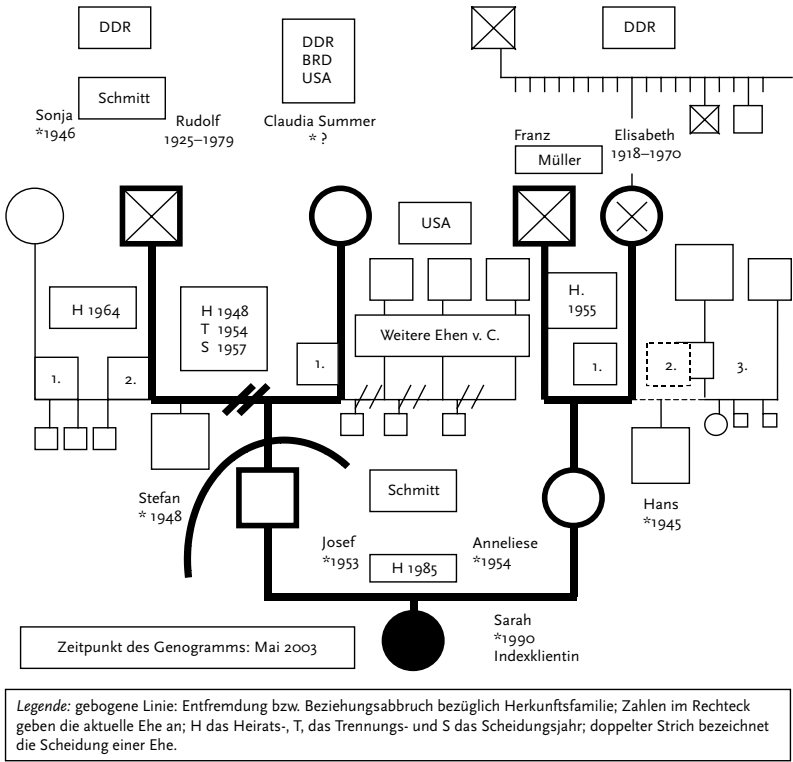 DDR
DDR
BRD
USA
DDR
Schmitt
Sonja
*1946
Rudolf
1925–1979
Claudia Summer
* ?
Franz
Müller
Elisabeth
1918–1970
USA
H 1964
H 1948
T 1954
S 1957
H.
1955
Weitere Ehen v. C.
1.
2.
1.
1.
2.
3.
Stefan
* 1948
Schmitt
Hans
*1945
Josef
*1953
Anneliese
*1954
H 1985
Sarah
*1990
Indexklientin
Zeitpunkt des Genogramms: Mai 2003
Legende: gebogene Linie: Entfremdung bzw. Beziehungsabbruch bezüglich Herkunftsfamilie; Zahlen im Rechteck
geben die aktuelle Ehe an; H das Heirats-, T, das Trennungs- und S das Scheidungsjahr; doppelter Strich bezeichnet
die Scheidung einer Ehe.